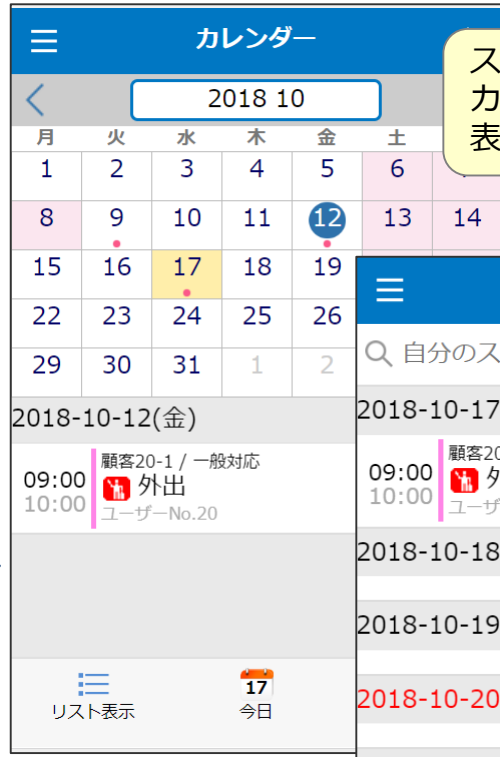 カレンダー
ス
カ
表
2018 10
月 火 水 木 金 土
1 2 3 4 5 6
8 9 10 11 12 13 14
15 16 17 18 19
22 23 24 25 26
29 30 31 1 2
2018-10-12(金)
09:00
10:00
顧客20-1 / 一般対応
外出
ユーザーNo.20
リスト表示
17
今日
自分のス
2018-10-17
09:00
10:00
顧客20
ユーザ
2018-10-18
2018-10-19
2018-10-20